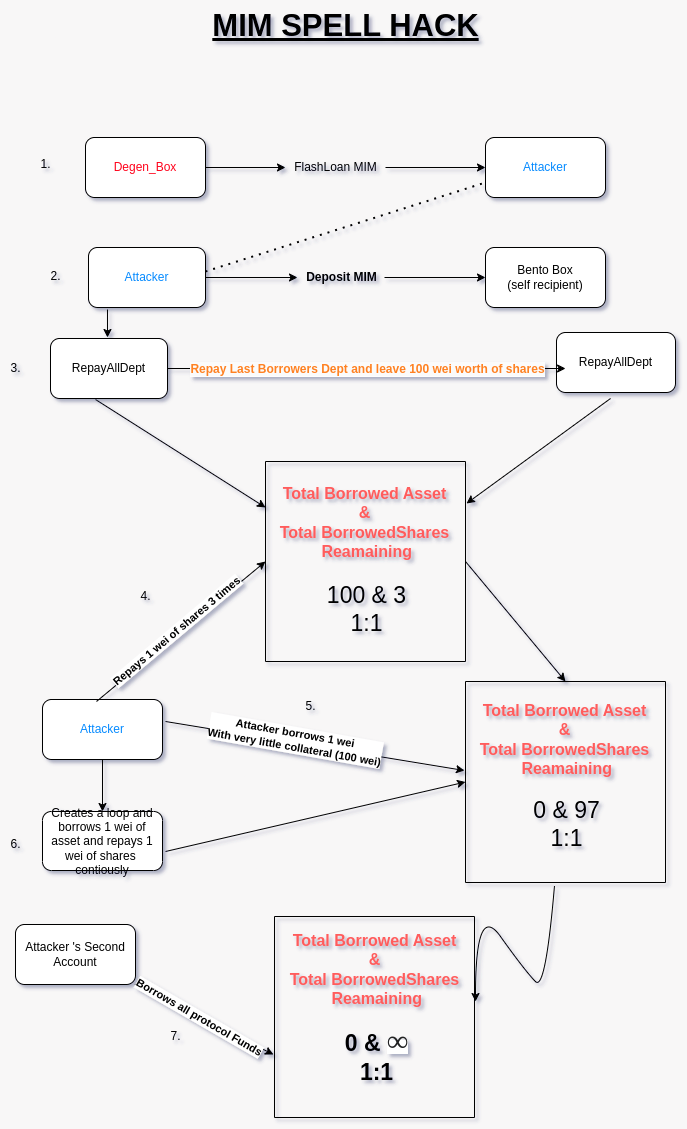 MIM SPELL HACK
1.
Degen_Box
FlashLoan MIM
Attacker
2.
Attacker
Deposit MIM
Bento Box
(self recipient)
3.
RepayAllDept
Repay Last Borrowers Dept and leave 100 wei worth of shares
RepayAllDept
Total Borrowed Asset
&
Total BorrowedShares
Reamaining
100 & 3
1:1
4.
Repays 1 wei of shares 3 times
Attacker
5.
Attacker borrows 1 wei
With very little collateral (100 wei)
Total Borrowed Asset
&
Total BorrowedShares
Reamaining
0 & 97
1:1
6.
Creates a loop and
borrows 1 wei of
asset and repays 1
wei of shares
contiously
Attacker 's Second
Account
7.
Borrows all protocol Funds
Total Borrowed Asset
&
Total BorrowedShares
Reamaining
0 & ∞
1:1